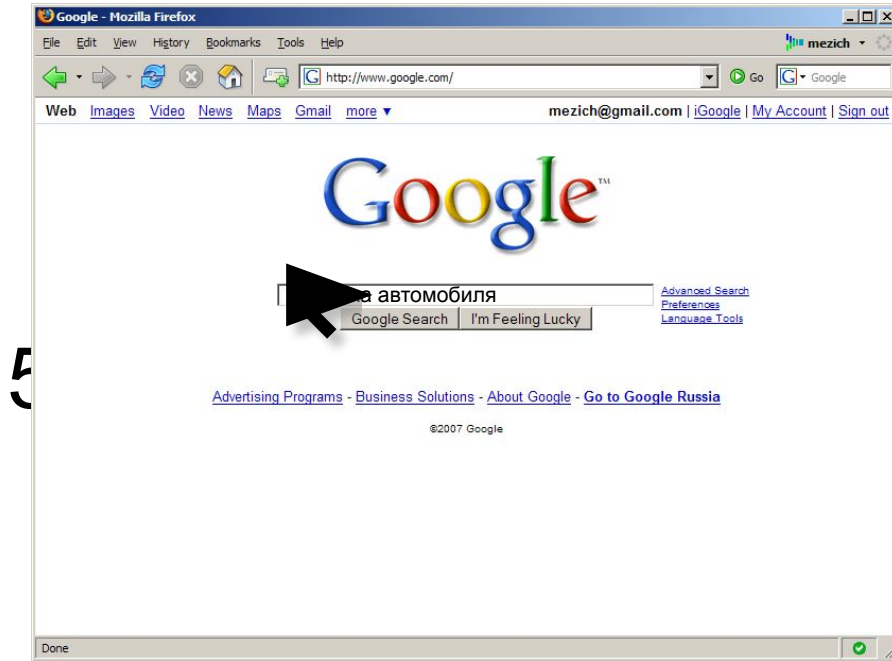 Google - Mozilla Firefox
File Edit View History Bookmarks Tools Help
mezich
http://www.google.com/
Go
G Google
Web Images Video News Maps Gmail more ▼
mezich@gmail.com | iGoogle | My Account | Sign out
Google™
автомобиля
Advanced Search
Preferences
Language Tools
Google Search I'm Feeling Lucky
5
Advertising Programs - Business Solutions - About Google - Go to Google Russia
©2007 Google
Done